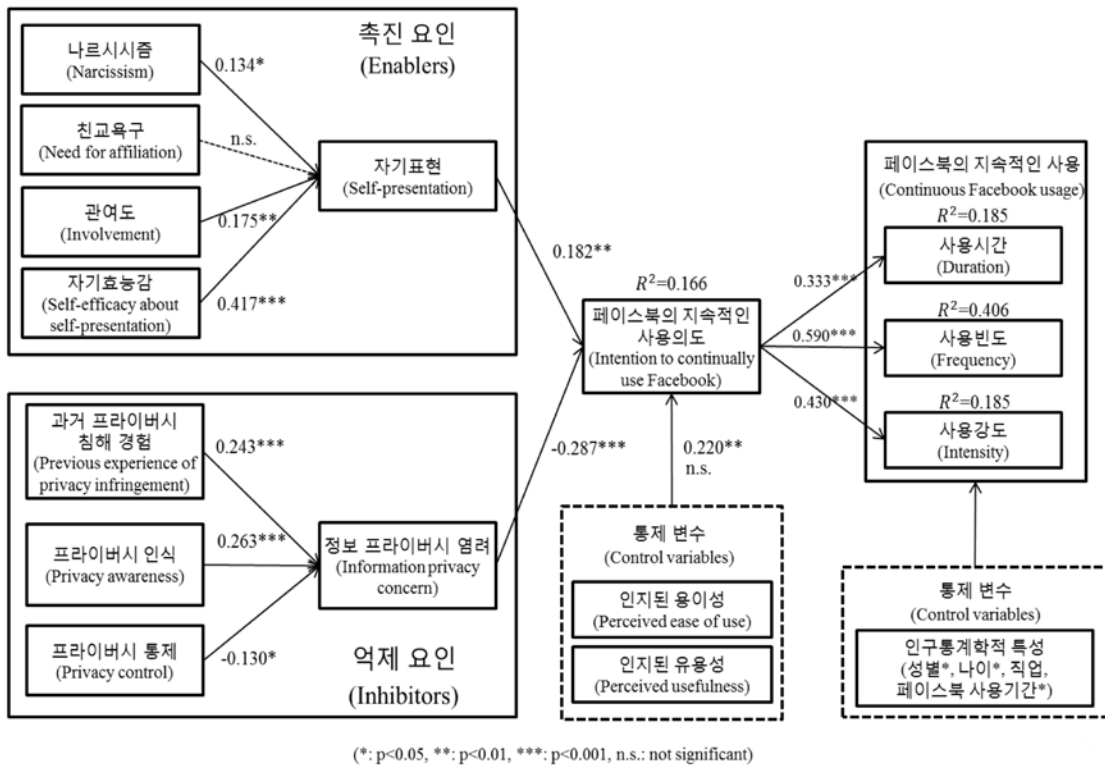 촉진 요인
(Enablers)
나르시시즘
(Narcissism)
0.134*
친교욕구
(Need for affiliation)
n.s.
관여도
(Involvement)
0.175**
자기효능감
(Self-efficacy about
self-presentation)
0.417***
자기표현
(Self-presentation)
0.182**
과거 프라이버시
침해 경험
(Previous experience of
privacy infringement)
0.243***
프라이버시 인식
(Privacy awareness)
0.263***
프라이버시 통제
(Privacy control)
-0.130*
정보 프라이버시 염려
(Information privacy
concern)
억제 요인
(Inhibitors)
-0.287***
R²=0.166
페이스북의 지속적인
사용의도
(Intention to continually
use Facebook)
0.220**
n.s.
통제 변수
(Control variables)
인지된 용이성
(Perceived ease of use)
인지된 유용성
(Perceived usefulness)
0.333***
0.590***
0.430***
페이스북의 지속적인 사용
(Continuous Facebook usage)
R²=0.185
사용시간
(Duration)
R²=0.406
사용빈도
(Frequency)
R²=0.185
사용강도
(Intensity)
통제 변수
(Control variables)
인구통계학적 특성
(성별*, 나이*, 직업,
페이스북 사용기간*)
(*: p<0.05, **: p<0.01, ***: p<0.001, n.s.: not significant)